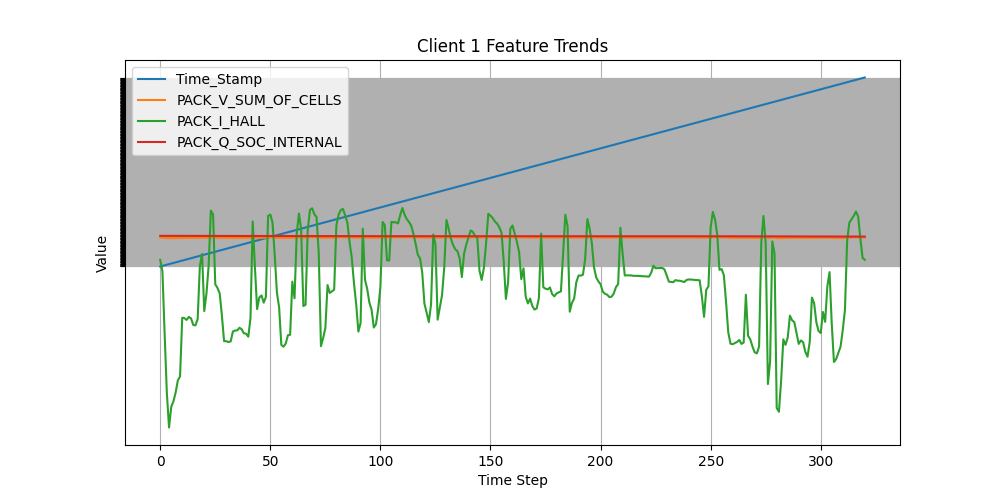 Client 1 Feature Trends
Time_Stamp
PACK_V_SUM_OF_CELLS
PACK_I_HALL
PACK_Q_SOC_INTERNAL
Value
0 50 100 150 200 250 300
Time Step